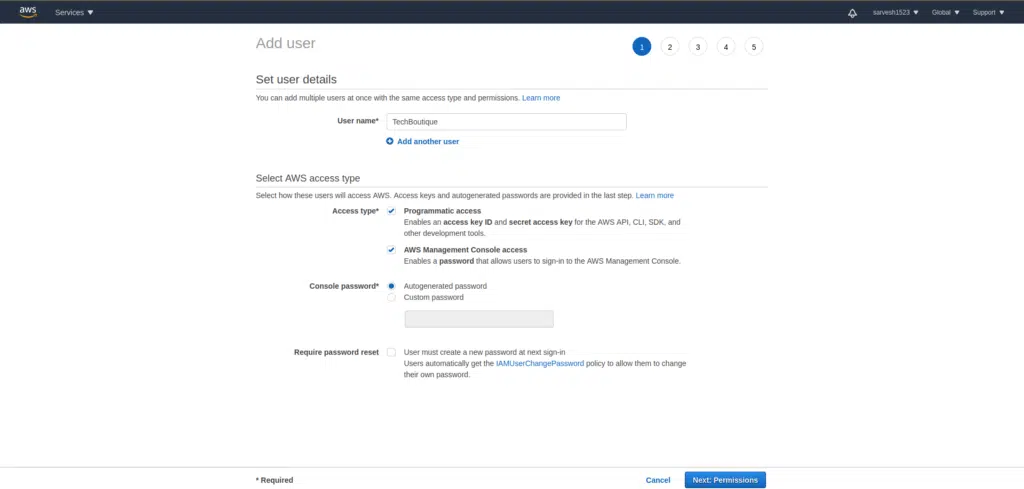 aws Services sarvesh1523 Global Support
Add user 1 2 3 4 5
Set user details
You can add multiple users at once with the same access type and permissions. Learn more
User name* TechBoutique
Add another user
Select AWS access type
Select how these users will access AWS. Access keys and autogenerated passwords are provided in the last step. Learn more
Access type* Programmatic access
Enables an access key ID and secret access key for the AWS API, CLI, SDK, and
other development tools.
AWS Management Console access
Enables a password that allows users to sign-in to the AWS Management Console.
Console password* Autogenerated password
Custom password
Require password reset User must create a new password at next sign-in
Users automatically get the IAMUserChangePassword policy to allow them to change
their own password.
* Required Cancel Next: Permissions